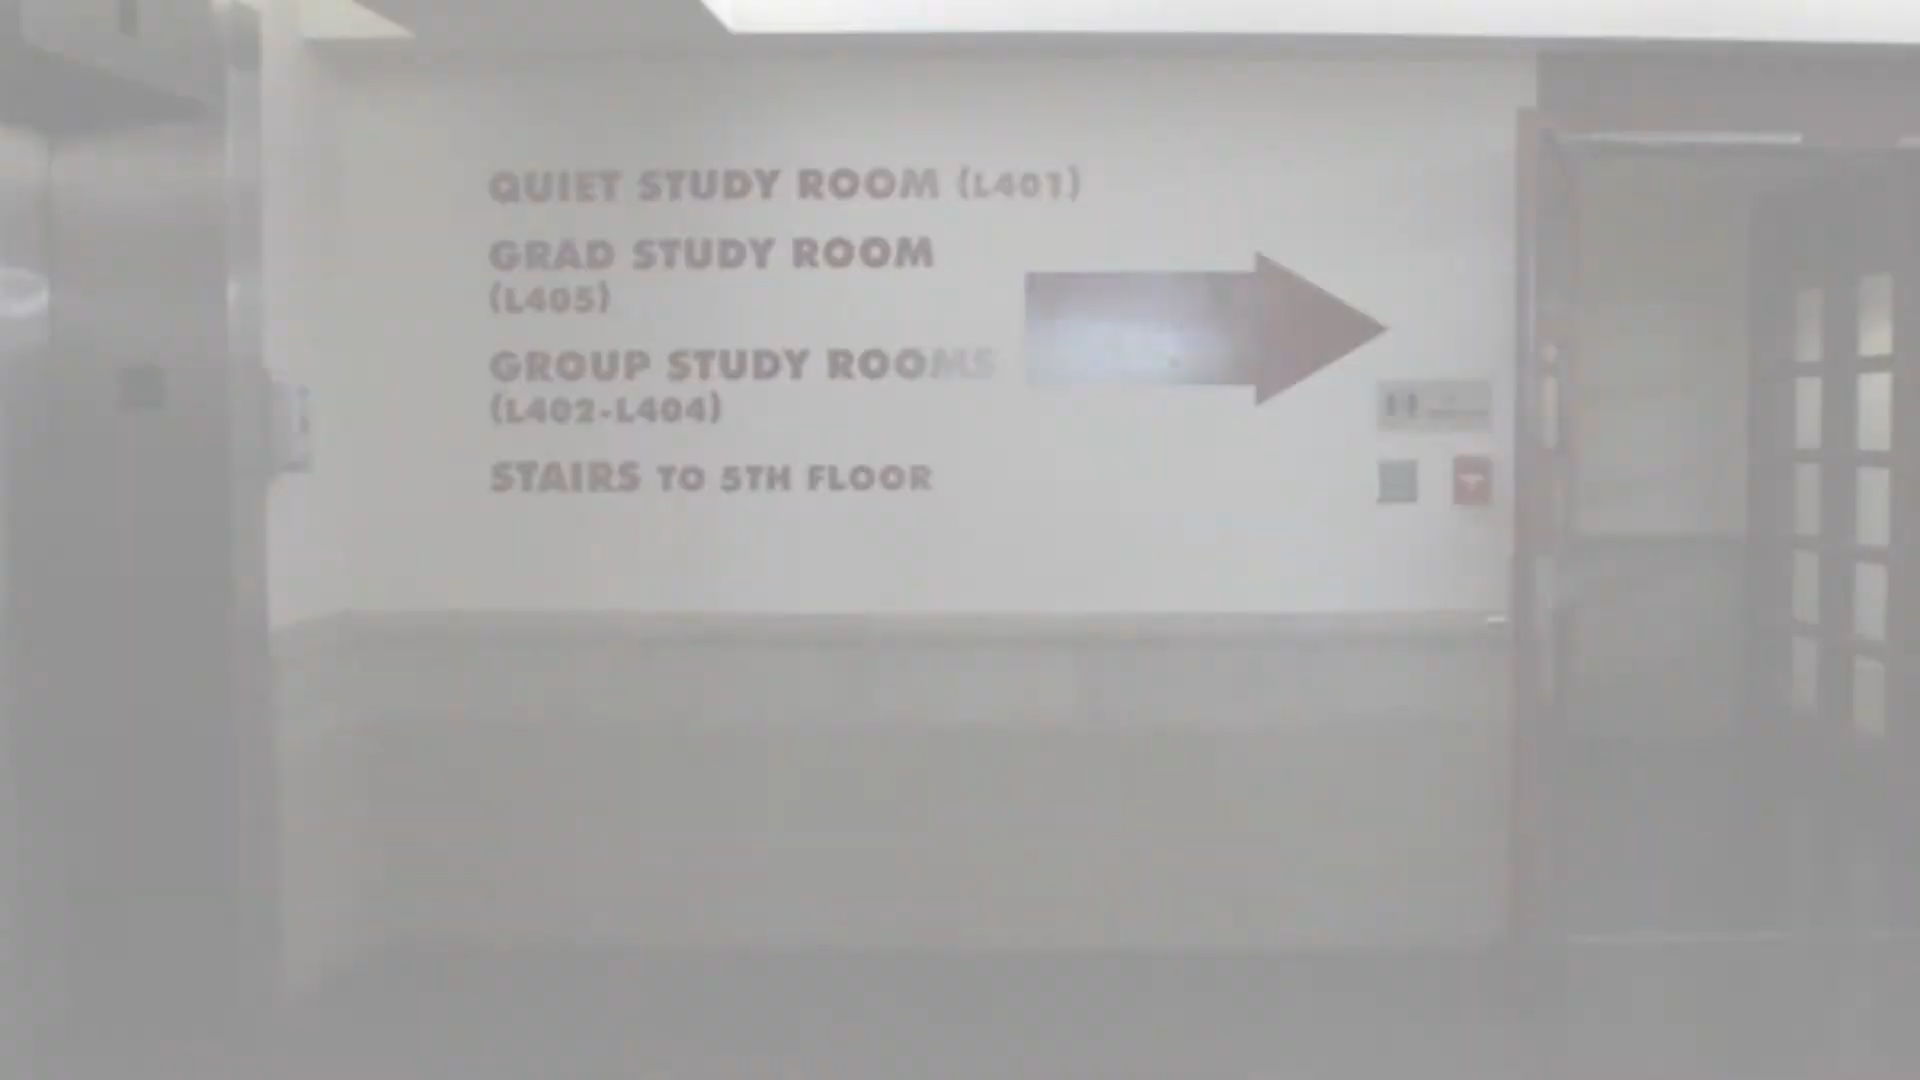 QUIET STUDY ROOM (L401)
GRAD STUDY ROOM
(L405)
GROUP STUDY ROOMS
(L402-L404)
STAIRS TO 5TH FLOOR